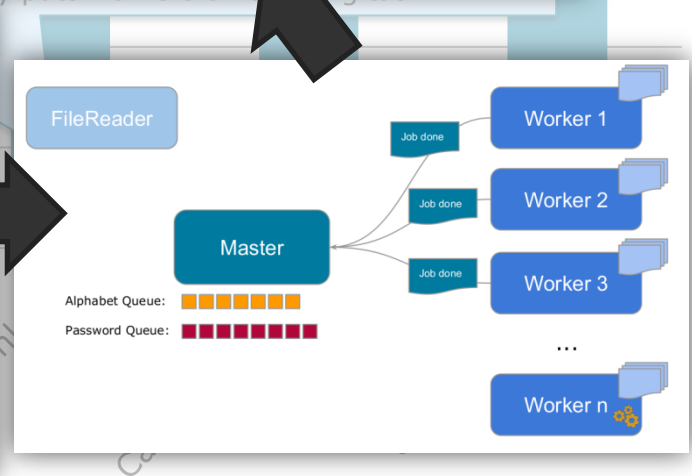 FileReader
Worker 1
Job done
Worker 2
Job done
Master
Worker 3
Job done
Alphabet Queue:
Password Queue:
...
Worker n